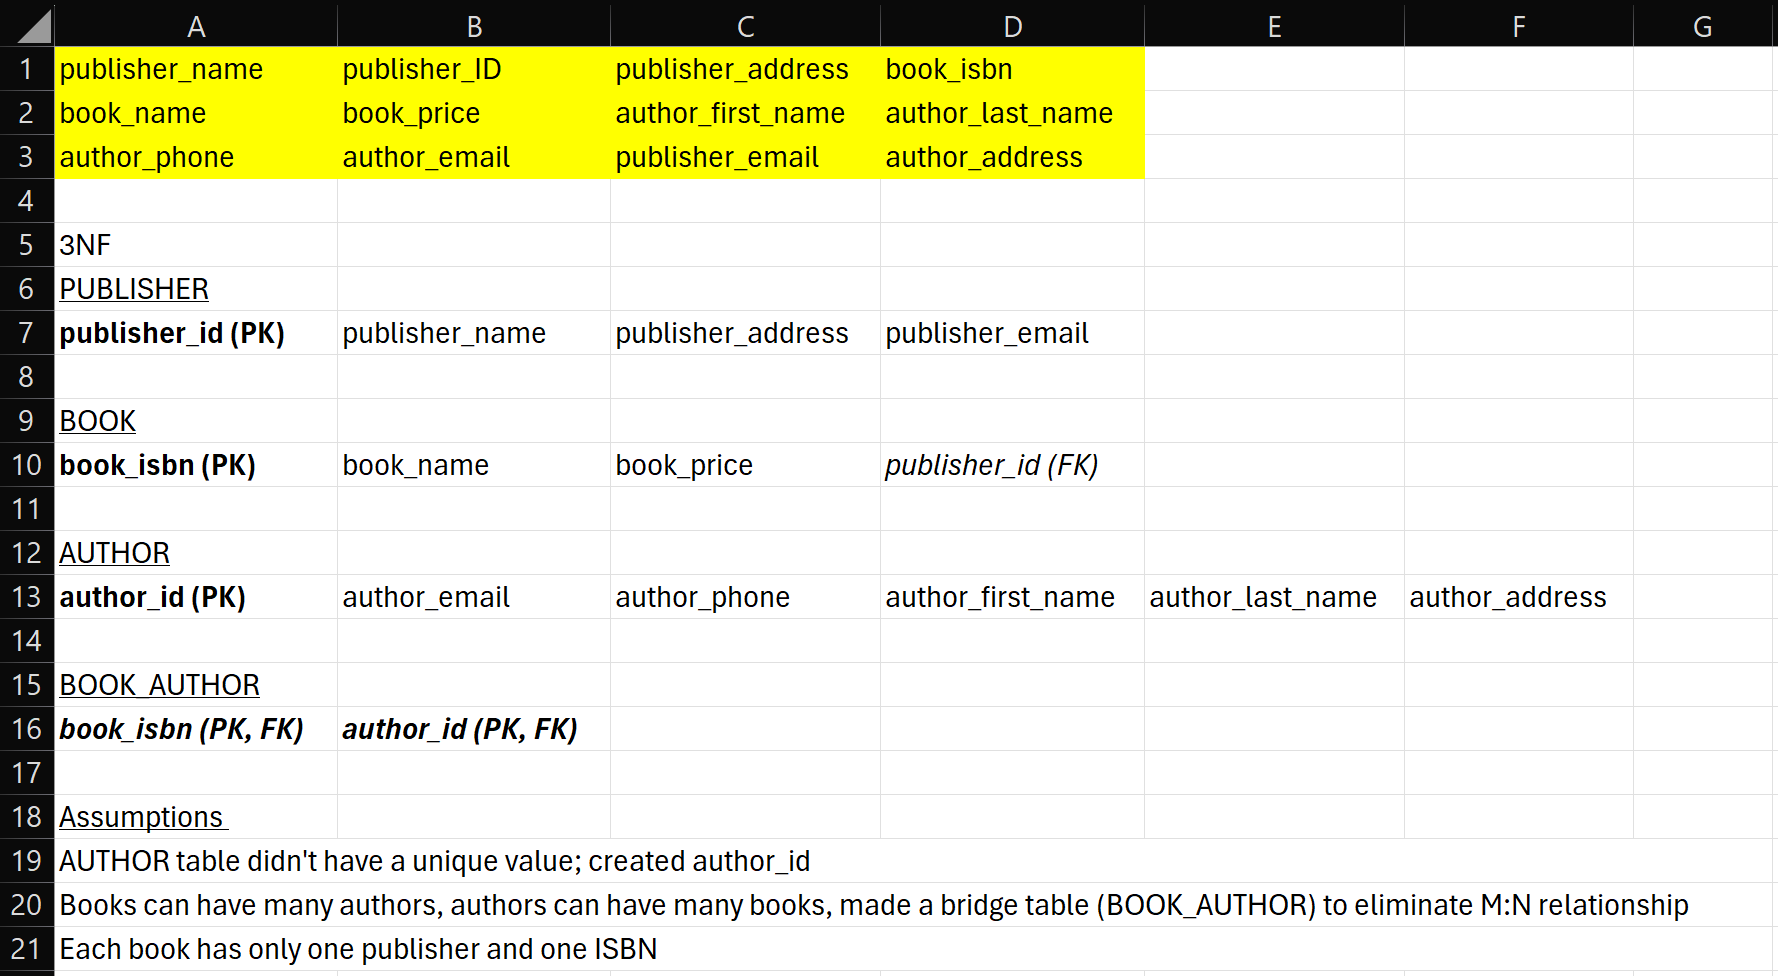 A B C D E F G
1 publisher_name publisher_ID publisher_address book_isbn
2 book_name book_price author_first_name author_last_name
3 author_phone author_email publisher_email author_address
4
5 3NF
6 PUBLISHER
7 publisher_id (PK) publisher_name publisher_address publisher_email
8
9 BOOK
10 book_isbn (PK) book_name book_price publisher_id (FK)
11
12 AUTHOR
13 author_id (PK) author_email author_phone author_first_name author_last_name author_address
14
15 BOOK_AUTHOR
16 book_isbn (PK, FK) author_id (PK, FK)
17
18 Assumptions
19 AUTHOR table didn't have a unique value; created author_id
20 Books can have many authors, authors can have many books, made a bridge table (BOOK_AUTHOR) to eliminate M:N relationship
21 Each book has only one publisher and one ISBN